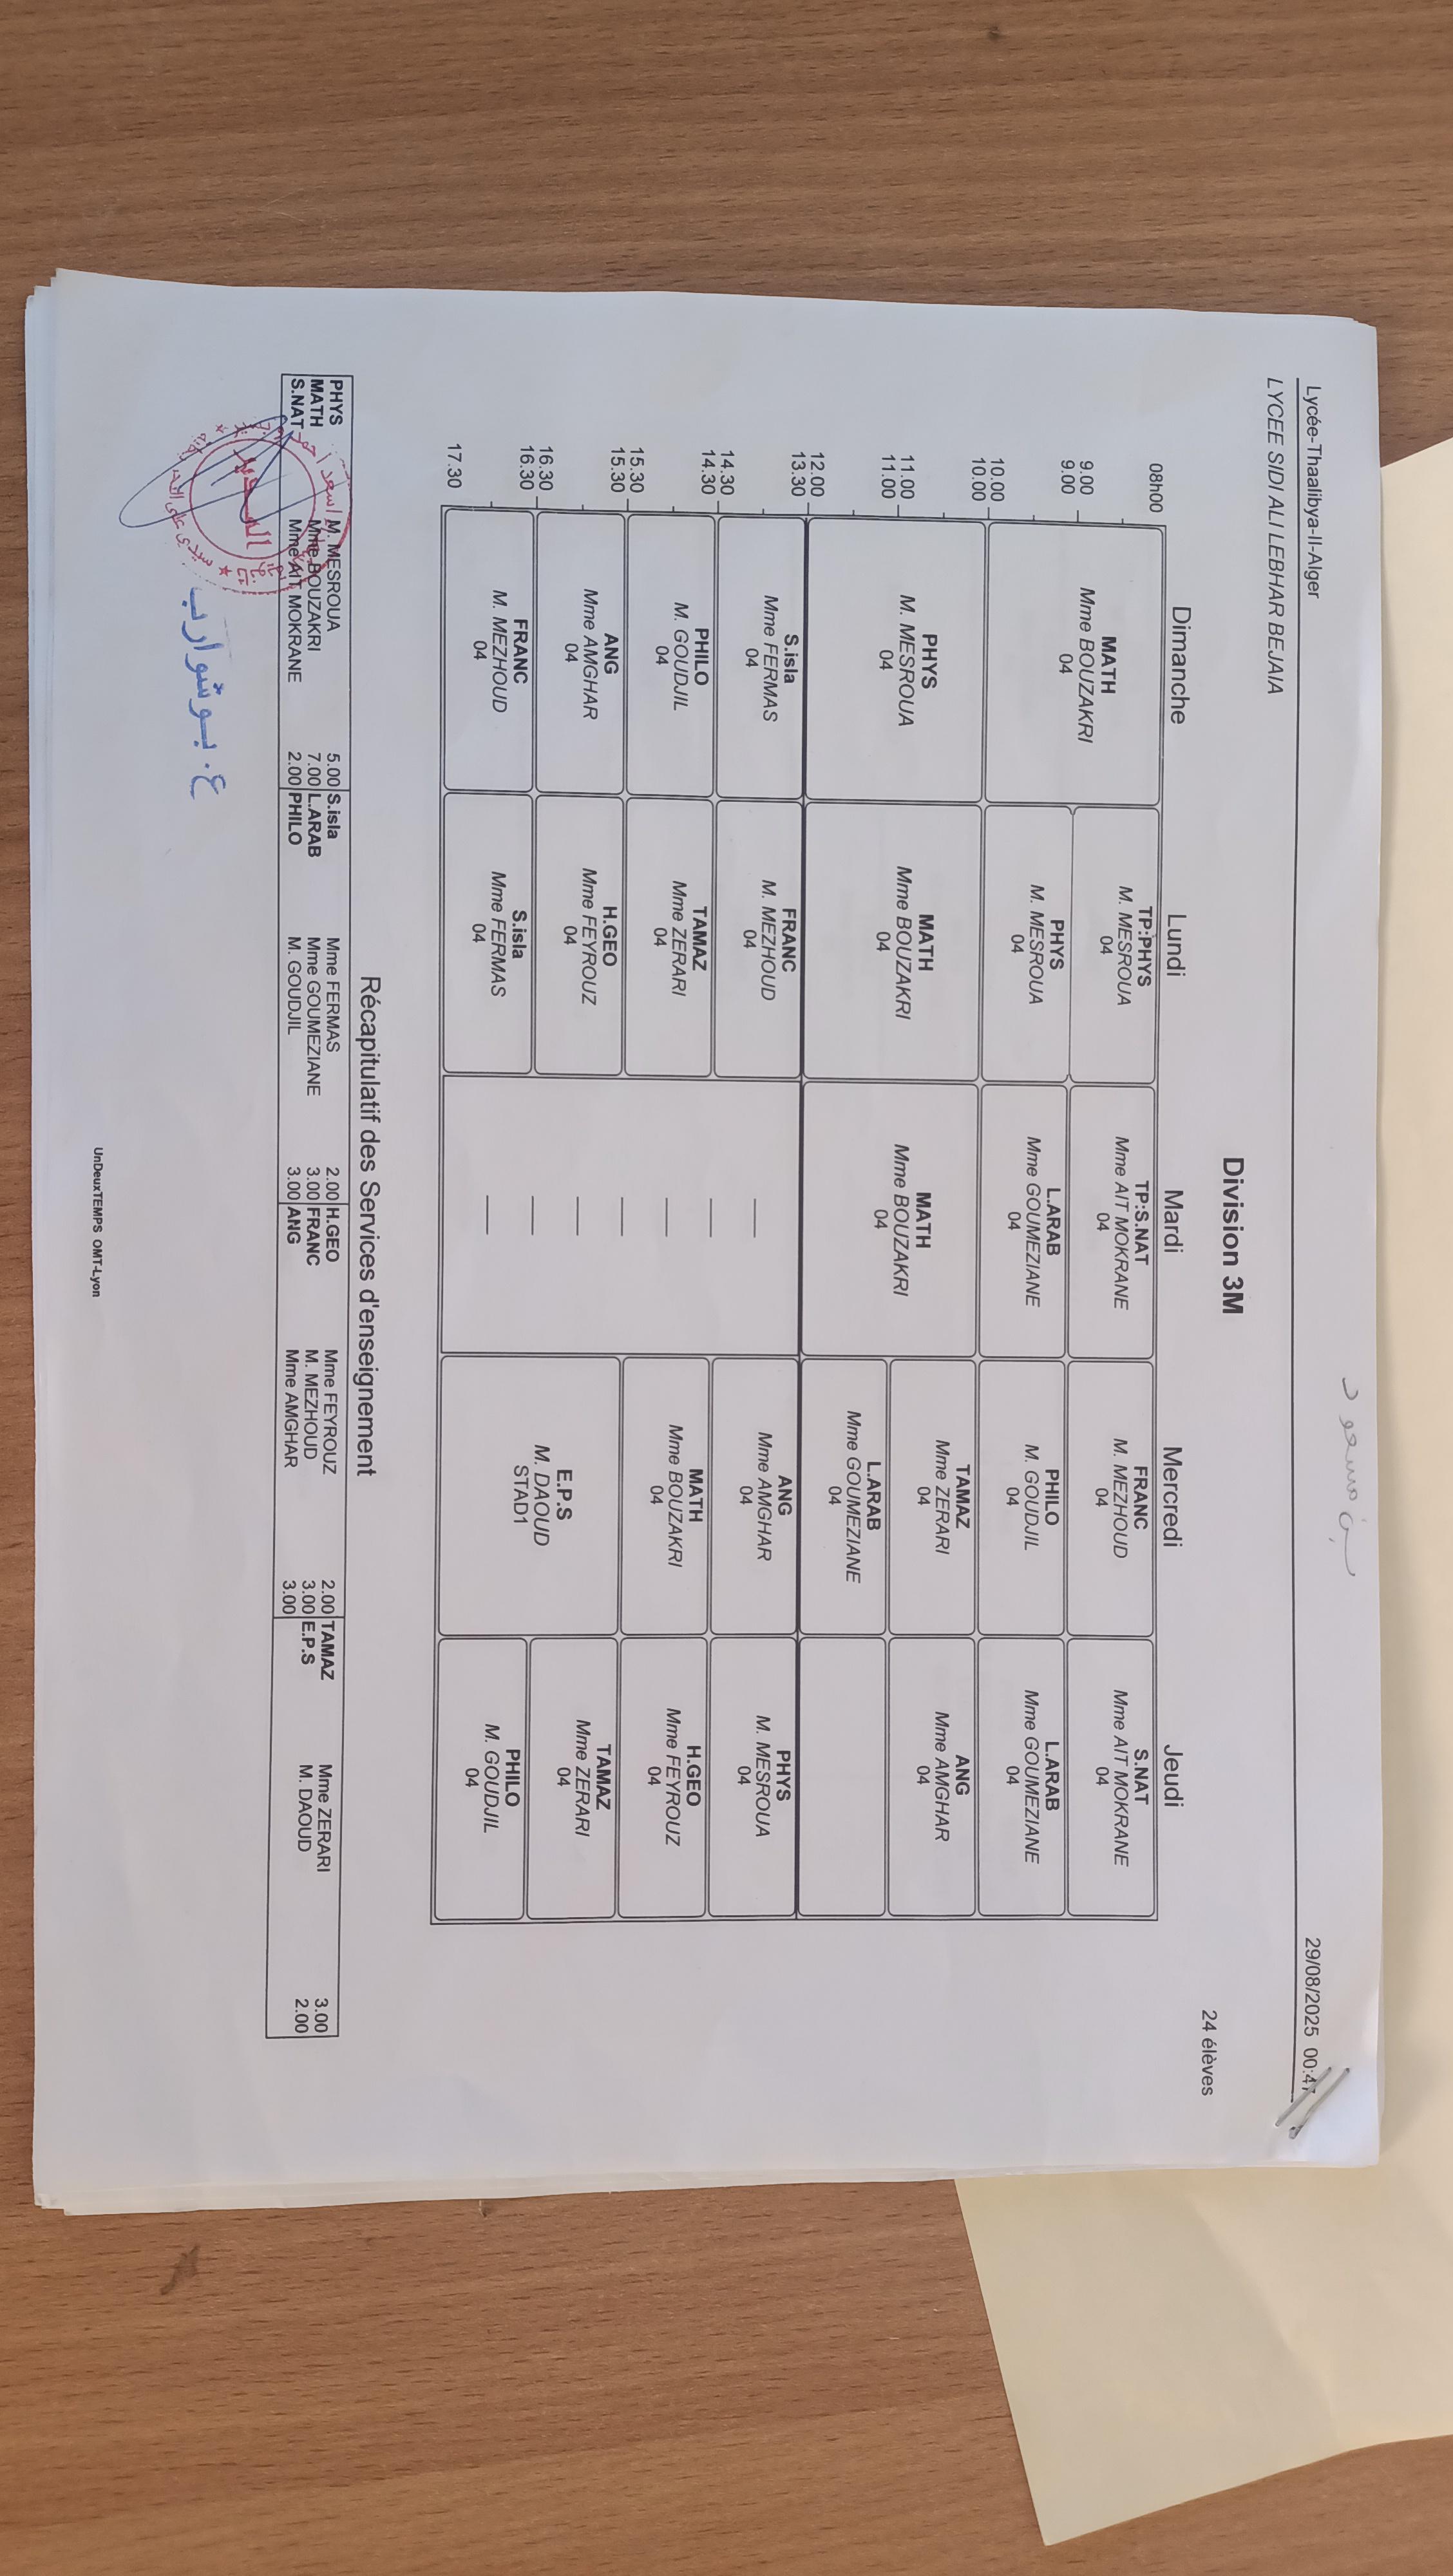 Lycée-Thaalibya-II-Alger
29/08/2025 00:47
LYCEE SIDI ALI LEBHAR BEJAIA
Division 3M
24 élèves
Dimanche Lundi Mardi Mercredi Jeudi
08h00
MATH
Mme BOUZAKRI
04
TP:PHYS
M. MESROUA
04
TP:S.NAT
Mme AIT MOKRANE
04
FRANC
M. MEZHOUD
04
S.NAT
Mme AIT MOKRANE
04
9.00
9.00
PHYS
M. MESROUA
04
L.ARAB
Mme GOUMEZIANE
04
PHILO
M. GOUDJIL
04
L.ARAB
Mme GOUMEZIANE
04
10.00
10.00
PHYS
M. MESROUA
04
MATH
Mme BOUZAKRI
04
MATH
Mme BOUZAKRI
04
TAMAZ
Mme ZERARI
04
ANG
Mme AMGHAR
04
11.00
11.00
L.ARAB
Mme GOUMEZIANE
04
12.00
13.30
S.isla
Mme FERMAS
04
FRANC
M. MEZHOUD
04
ANG
Mme AMGHAR
04
PHYS
M. MESROUA
04
14.30
14.30
PHILO
M. GOUDJIL
04
TAMAZ
Mme ZERARI
04
MATH
Mme BOUZAKRI
04
H.GEO
Mme FEYROUZ
04
15.30
15.30
ANG
Mme AMGHAR
04
H.GEO
Mme FEYROUZ
04
E.P.S
M. DAOUD
STAD1
TAMAZ
Mme ZERARI
04
16.30
16.30
FRANC
M. MEZHOUD
04
S.isla
Mme FERMAS
04
PHILO
M. GOUDJIL
04
17.30
Récapitulatif des Services d'enseignement
PHYS M. MESROUA 5.00 S.isla Mme FERMAS 2.00 H.GEO Mme FEYROUZ 2.00 TAMAZ Mme ZERARI 3.00
MATH Mme BOUZAKRI 7.00 L.ARAB Mme GOUMEZIANE 3.00 FRANC M. MEZHOUD 3.00 E.P.S M. DAOUD 2.00
S.NAT Mme AIT MOKRANE 2.00 PHILO M. GOUDJIL 3.00 ANG Mme AMGHAR 3.00
المدير
UnDeuxTEMPS OMT-Lyon